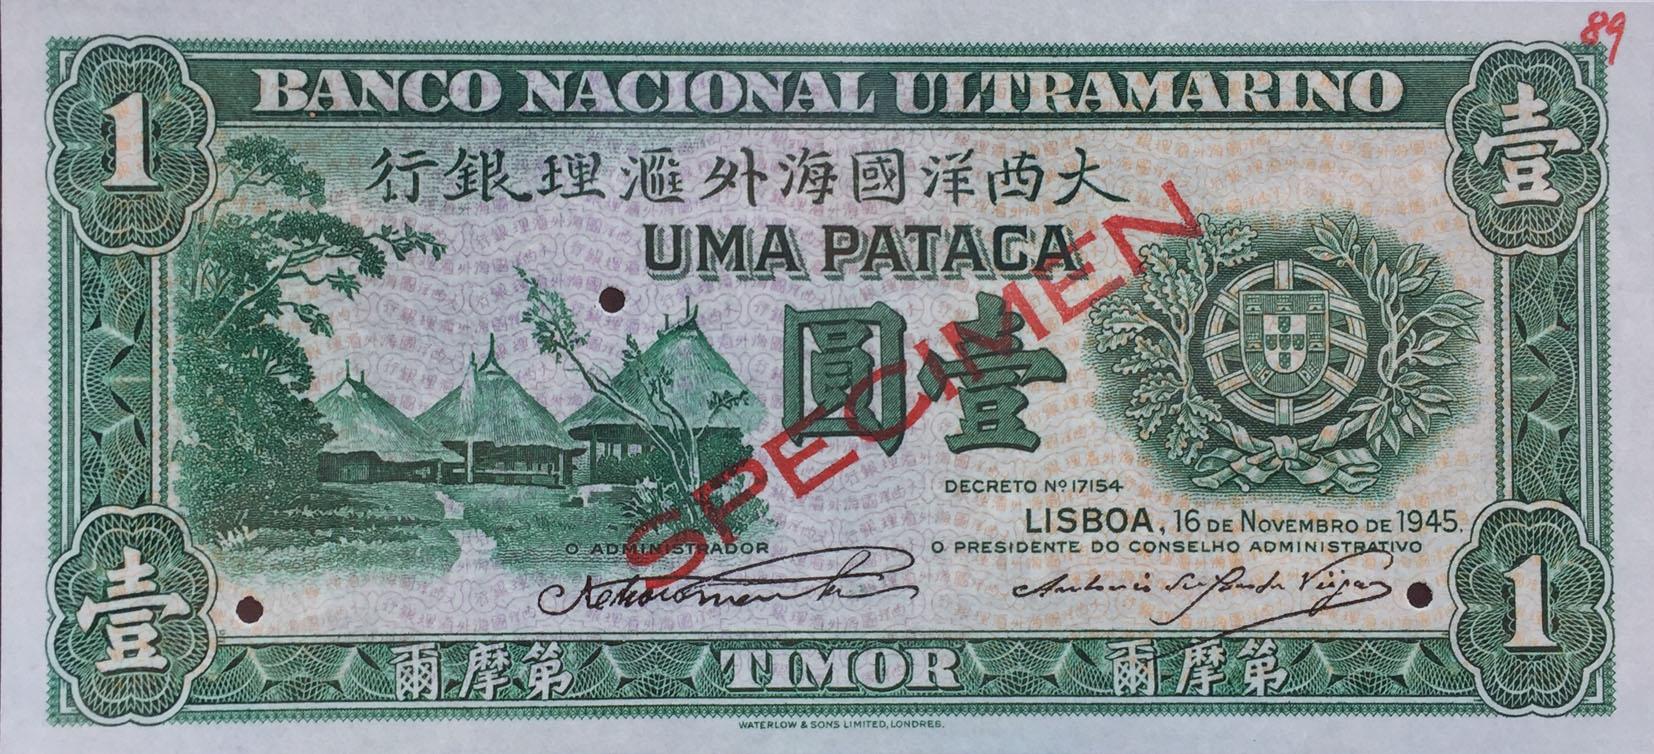 89
1
BANCO NACIONAL ULTRAMARINO
壹
大西洋國海外滙理銀行
UMA PATACA
壹圓
SPECIMEN
DECRETO Nº 17154
LISBOA, 16 DE NOVEMBRO DE 1945.
O ADMINISTRADOR
O PRESIDENTE DO CONSELHO ADMINISTRATIVO
壹
1
第摩爾 TIMOR 第摩爾
WATERLOW & SONS LIMITED, LONDRES.